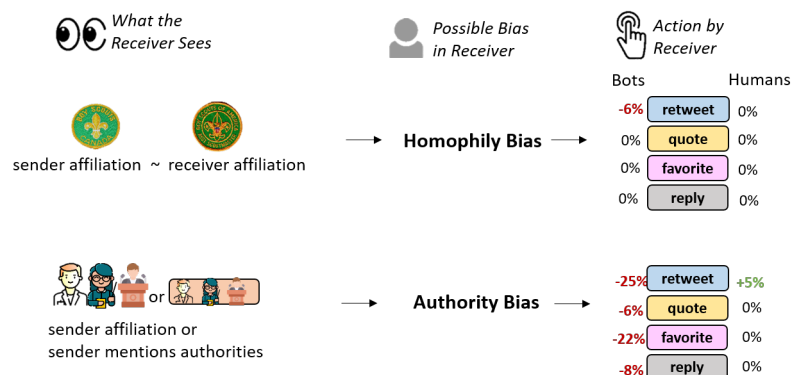 What the
Receiver Sees
Possible Bias
in Receiver
Action by
Receiver
Bots
Humans
-6% retweet 0%
sender affiliation ~ receiver affiliation
Homophily Bias
0% quote 0%
0% favorite 0%
0% reply 0%
or
Authority Bias
-25% retweet +5%
-6% quote 0%
sender affiliation or
sender mentions authorities
-22% favorite 0%
-8% reply 0%